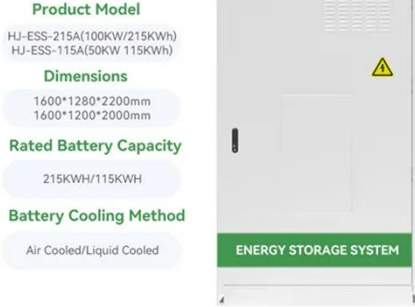 Product Model
HJ-ESS-215A(100KW/215KWh)
HJ-ESS-115A(50KW 115KWh)
Dimensions
1600*1280*2200mm
1600*1200*2000mm
Rated Battery Capacity
215KWH/115KWH
Battery Cooling Method
Air Cooled/Liquid Cooled
ENERGY STORAGE SYSTEM